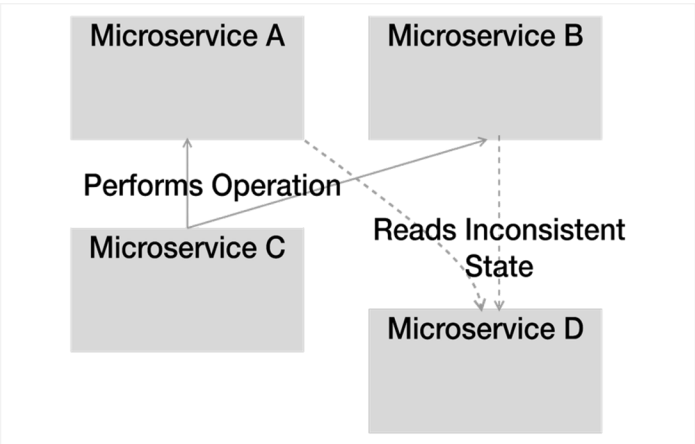 Microservice A
Microservice B
Performs Operation
Microservice C
Reads Inconsistent
State
Microservice D